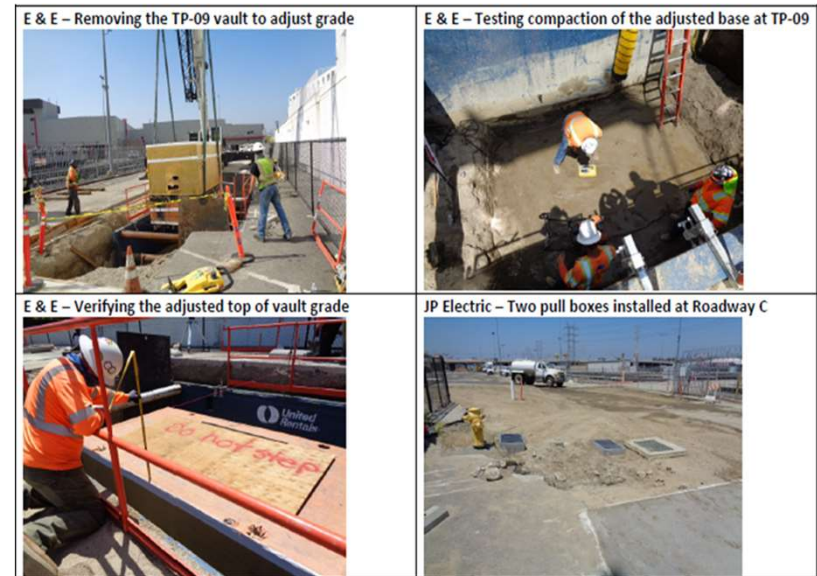 E & E – Removing the TP-09 vault to adjust grade
E & E – Testing compaction of the adjusted base at TP-09
E & E – Verifying the adjusted top of vault grade
United
Rentals
Do not step
JP Electric – Two pull boxes installed at Roadway C